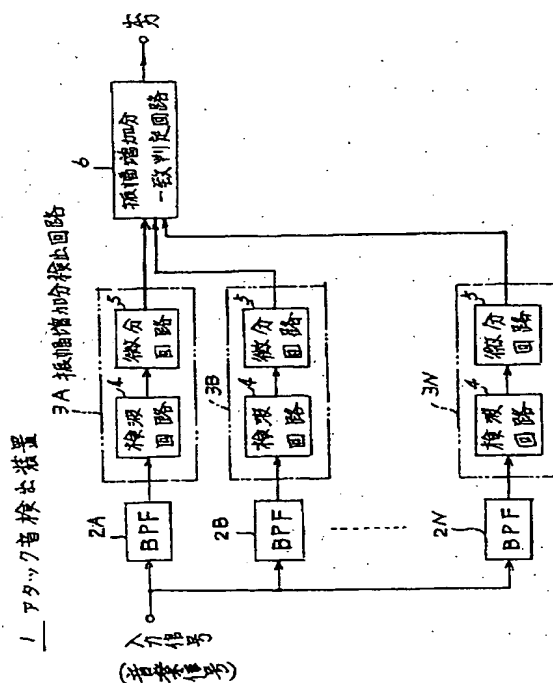 1 アタック音検出装置
入力信号
(音楽信号)
2A
BPF
3A 振幅増加分検出回路
4
検波
回路
5
微分
回路
2B
BPF
3B
4
検波
回路
5
微分
回路
2N
BPF
3N
4
検波
回路
5
微分
回路
6
振幅増加分
一致判定回路
出力